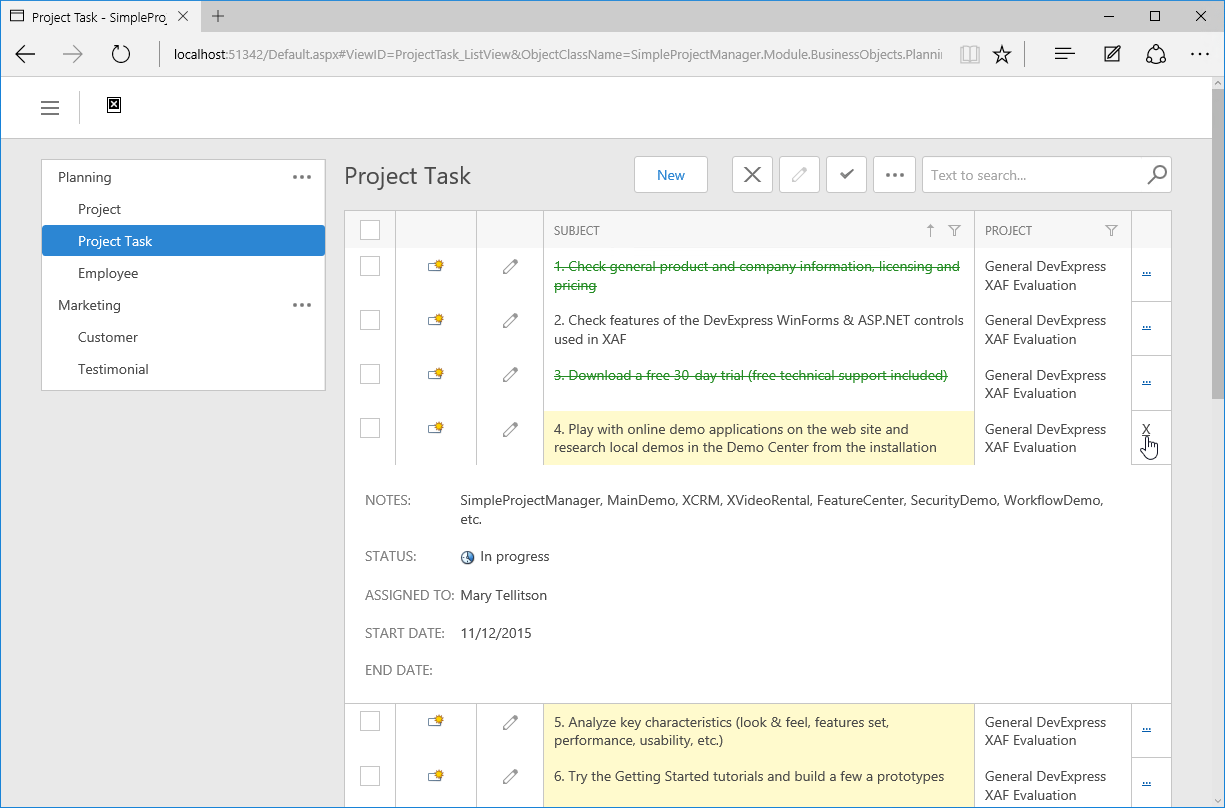 Project Task - SimpleProj
localhost:51342/Default.aspx#ViewID=ProjectTask_ListView&ObjectClassName=SimpleProjectManager.Module.BusinessObjects.Plannin
Planning
Project
Project Task
Employee
Marketing
Customer
Testimonial
Project Task
New
Text to search...
SUBJECT
PROJECT
1. Check general product and company information, licensing and
pricing
General DevExpress
XAF Evaluation
...
2. Check features of the DevExpress WinForms & ASP.NET controls
used in XAF
General DevExpress
XAF Evaluation
...
3. Download a free 30-day trial (free technical support included)
General DevExpress
XAF Evaluation
...
4. Play with online demo applications on the web site and
research local demos in the Demo Center from the installation
General DevExpress
XAF Evaluation
X
NOTES: SimpleProjectManager, MainDemo, XCRM, XVideoRental, FeatureCenter, SecurityDemo, WorkflowDemo,
etc.
STATUS: In progress
ASSIGNED TO: Mary Tellitson
START DATE: 11/12/2015
END DATE:
5. Analyze key characteristics (look & feel, features set,
performance, usability, etc.)
General DevExpress
XAF Evaluation
...
6. Try the Getting Started tutorials and build a few a prototypes
General DevExpress
XAF Evaluation
...